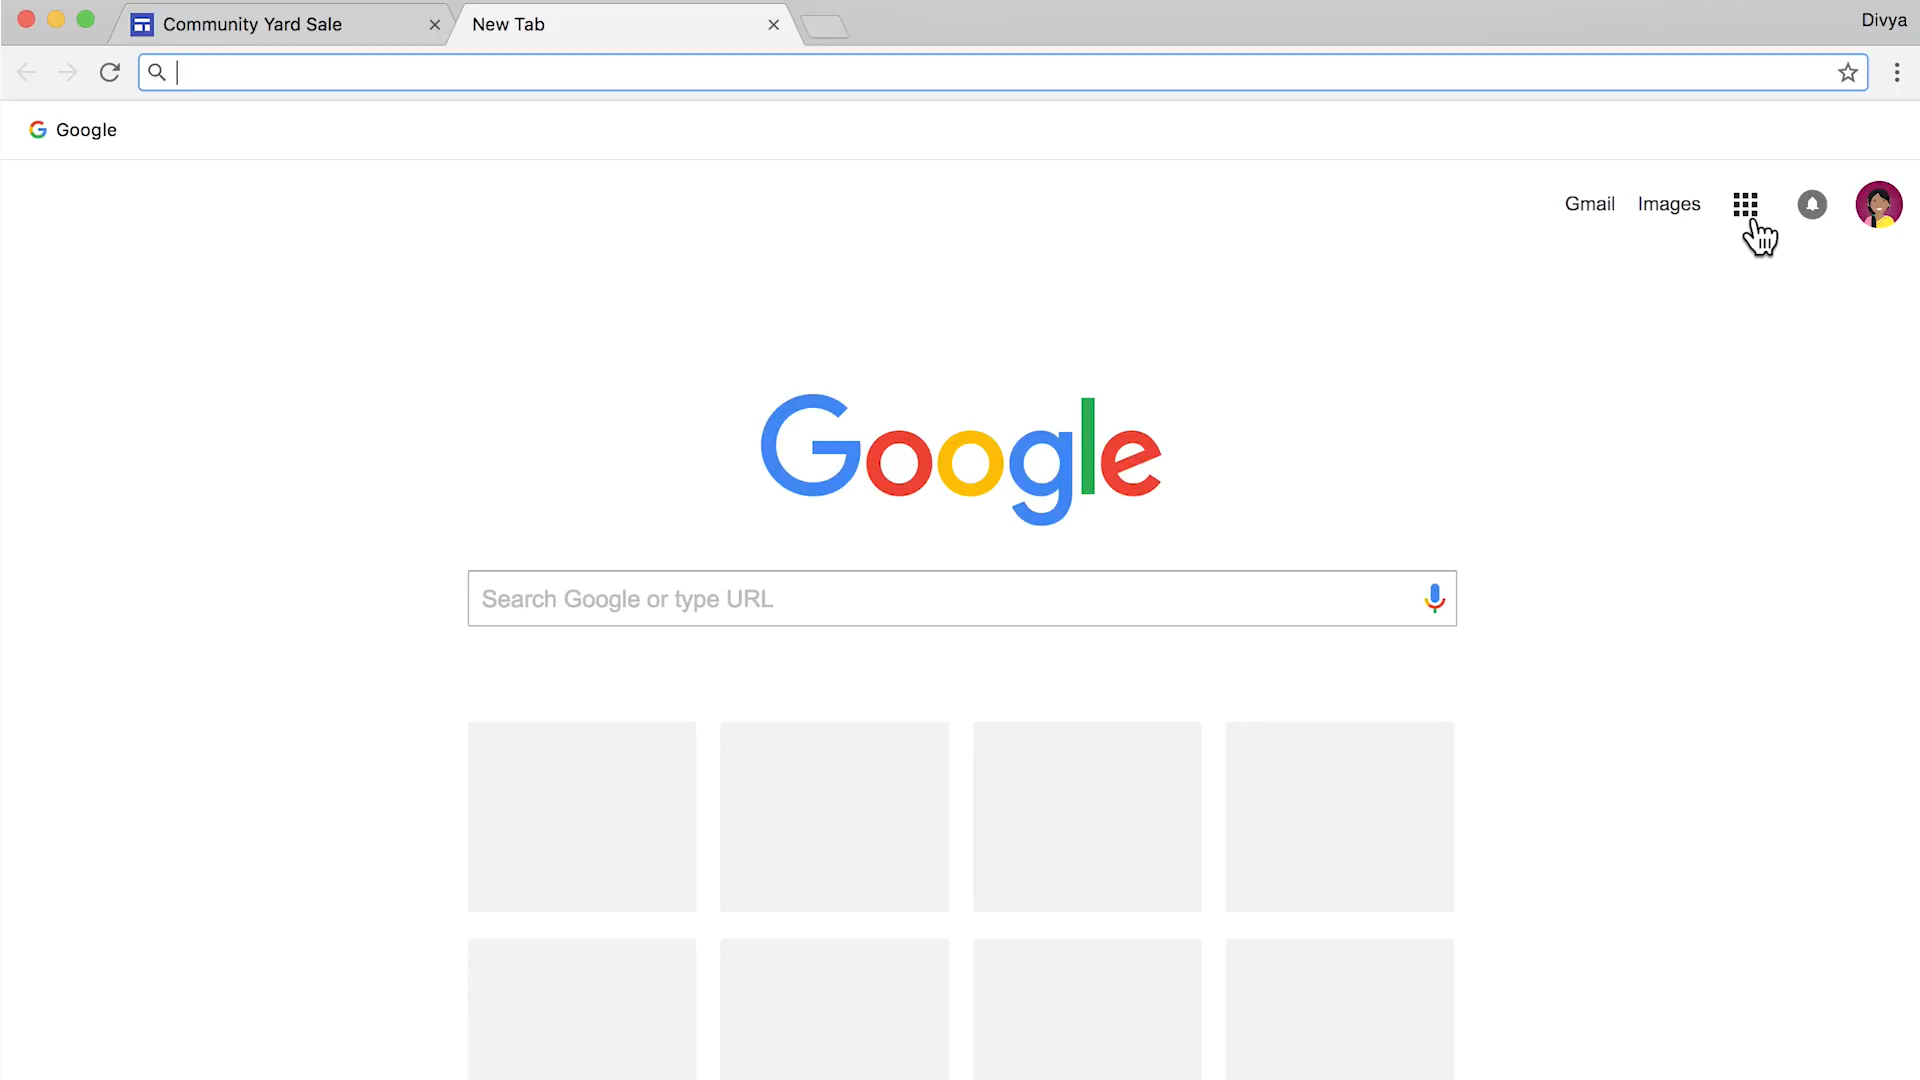 Community Yard Sale
New Tab
Divya
Google
Gmail Images
Google
Search Google or type URL